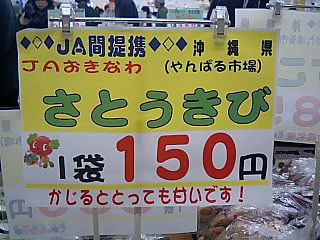 ◆◇◆JA間提携◆◇◆ 沖縄県
JAおきなわ (やんばる市場)
さとうきび
1袋 150円
かじるととっても甘いです!